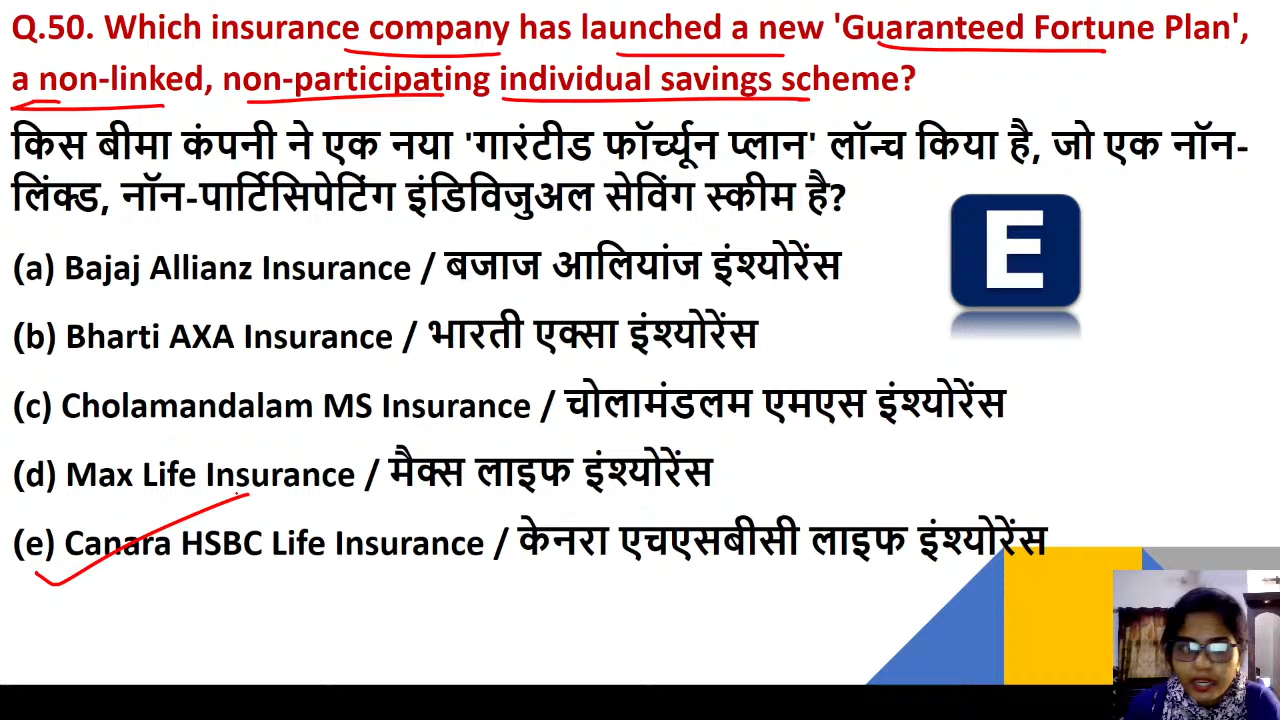 Q.50. Which insurance company has launched a new 'Guaranteed Fortune Plan',
a non-linked, non-participating individual savings scheme?
किस बीमा कंपनी ने एक नया 'गारंटीड फॉर्च्यून प्लान' लॉन्च किया है, जो एक नॉन-
लिंक्ड, नॉन-पार्टिसिपेटिंग इंडिविजुअल सेविंग स्कीम है?
E
(a) Bajaj Allianz Insurance / बजाज आलियांज इंश्योरेंस
(b) Bharti AXA Insurance / भारती एक्सा इंश्योरेंस
(c) Cholamandalam MS Insurance / चोलामंडलम एमएस इंश्योरेंस
(d) Max Life Insurance / मैक्स लाइफ इंश्योरेंस
(e) Canara HSBC Life Insurance / केनरा एचएसबीसी लाइफ इंश्योरेंस